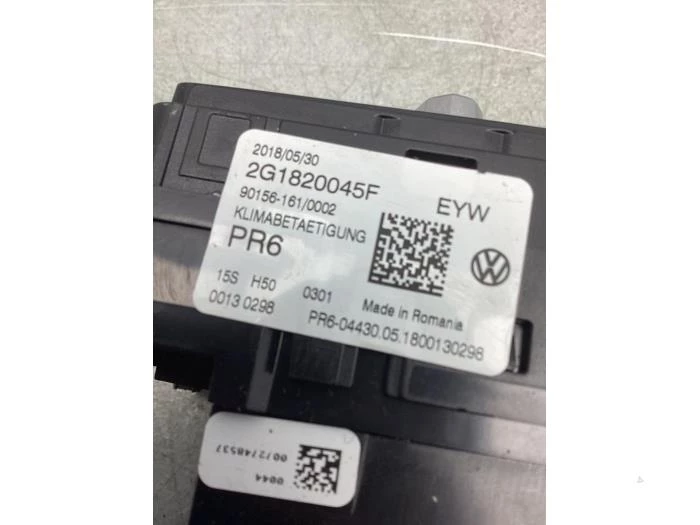 2018/05/30
2G1820045F EYW
90156-161/0002
KLIMABETAETIGUNG
PR6
15S H50 0301 Made in Romania
0013 0298 PR6-04430.05.1800130298
0044
0072748537